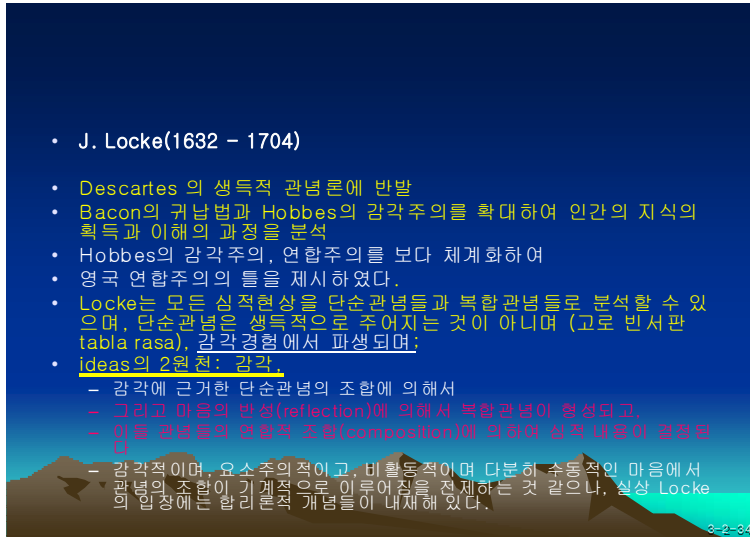 • J. Locke(1632 – 1704)
• Descartes 의 생득적 관념론에 반발
• Bacon의 귀납법과 Hobbes의 감각주의를 확대하여 인간의 지식의
획득과 이해의 과정을 분석
• Hobbes의 감각주의, 연합주의를 보다 체계화하여
• 영국 연합주의의 틀을 제시하였다.
• Locke는 모든 심적현상을 단순관념들과 복합관념들로 분석할 수 있
으며, 단순관념은 생득적으로 주어지는 것이 아니며 (고로 빈서판
tabla rasa), 감각경험에서 파생되며;
• ideas의 2원천: 감각,
– 감각에 근거한 단순관념의 조합에 의해서
– 그리고 마음의 반성(reflection)에 의해서 복합관념이 형성되고,
– 이들 관념들의 연합적 조합(composition)에 의하여 심적 내용이 결정된
다.
– 감각적이며, 요소주의적이고, 비활동적이며 다분히 수동적인 마음에서
관념의 조합이 기계적으로 이루어짐을 전제하는 것 같으나, 실상 Locke
의 입장에는 합리론적 개념들이 내재해 있다.
3-2-34